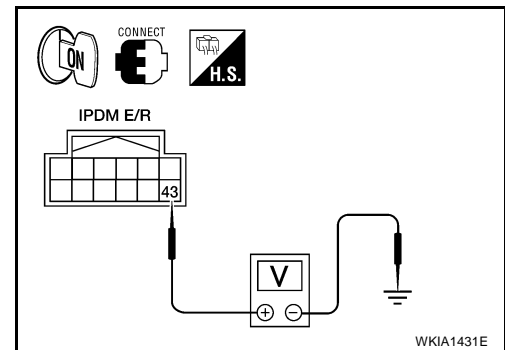 CONNECT
ON
H.S.
IPDM E/R
43
V
+ −
WKIA1431E